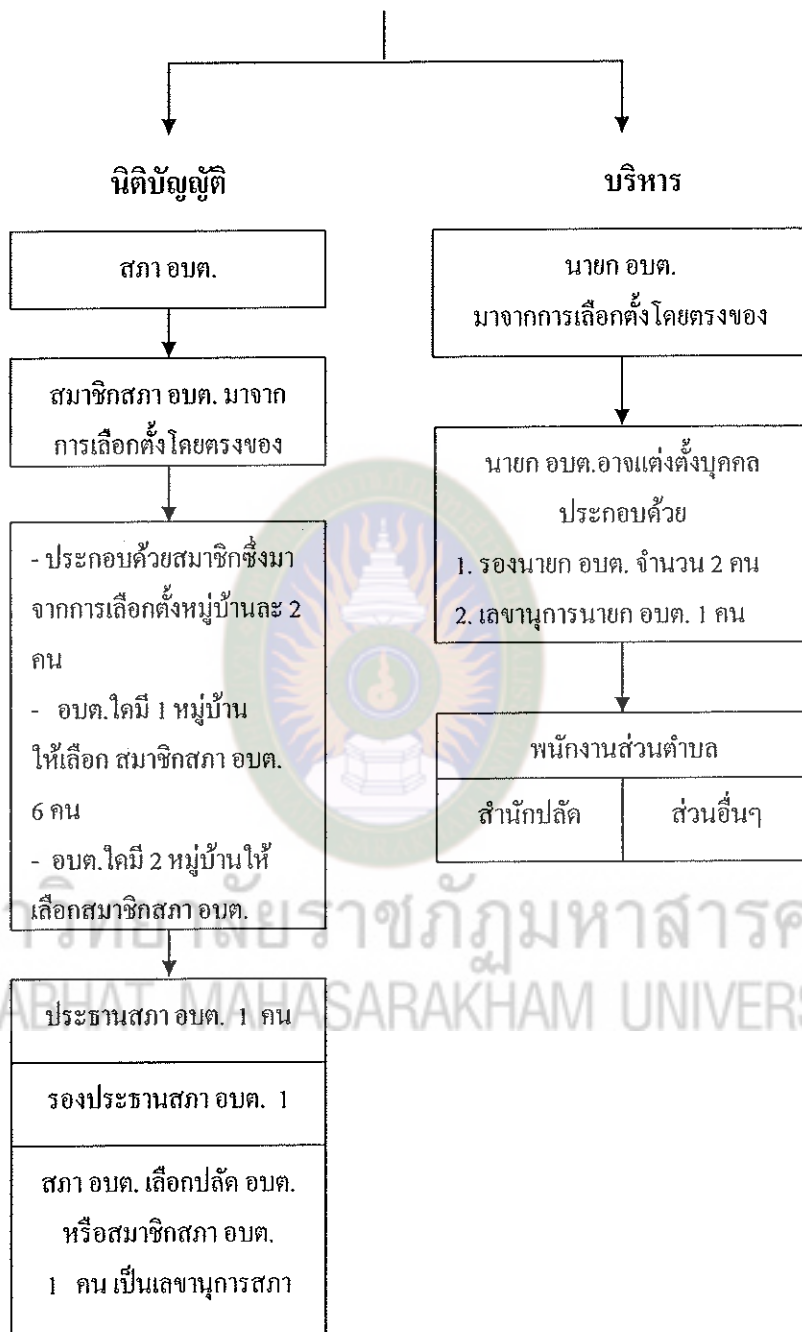 นิติบัญญัติ
สภา อบต.
สมาชิกสภา อบต. มาจาก
การเลือกตั้งโดยตรงของ
- ประกอบด้วยสมาชิกซึ่งมา
จากการเลือกตั้งหมู่บ้านละ 2
คน
- อบต.ใดมี 1 หมู่บ้าน
ให้เลือก สมาชิกสภา อบต.
6 คน
- อบต.ใดมี 2 หมู่บ้านให้
เลือกสมาชิกสภา อบต.
ประธานสภา อบต. 1 คน
รองประธานสภา อบต. 1
สภา อบต. เลือกปลัด อบต.
หรือสมาชิกสภา อบต.
1 คน เป็นเลขานุการสภา
บริหาร
นายก อบต.
มาจากการเลือกตั้งโดยตรงของ
นายก อบต.อาจแต่งตั้งบุคคล
ประกอบด้วย
1. รองนายก อบต. จำนวน 2 คน
2. เลขานุการนายก อบต. 1 คน
พนักงานส่วนตำบล
สำนักปลัด
ส่วนอื่นๆ
าวิทยาลัยราชภัฏมหาสารค
ABHAT MAHASARAKHAM UNIVERS